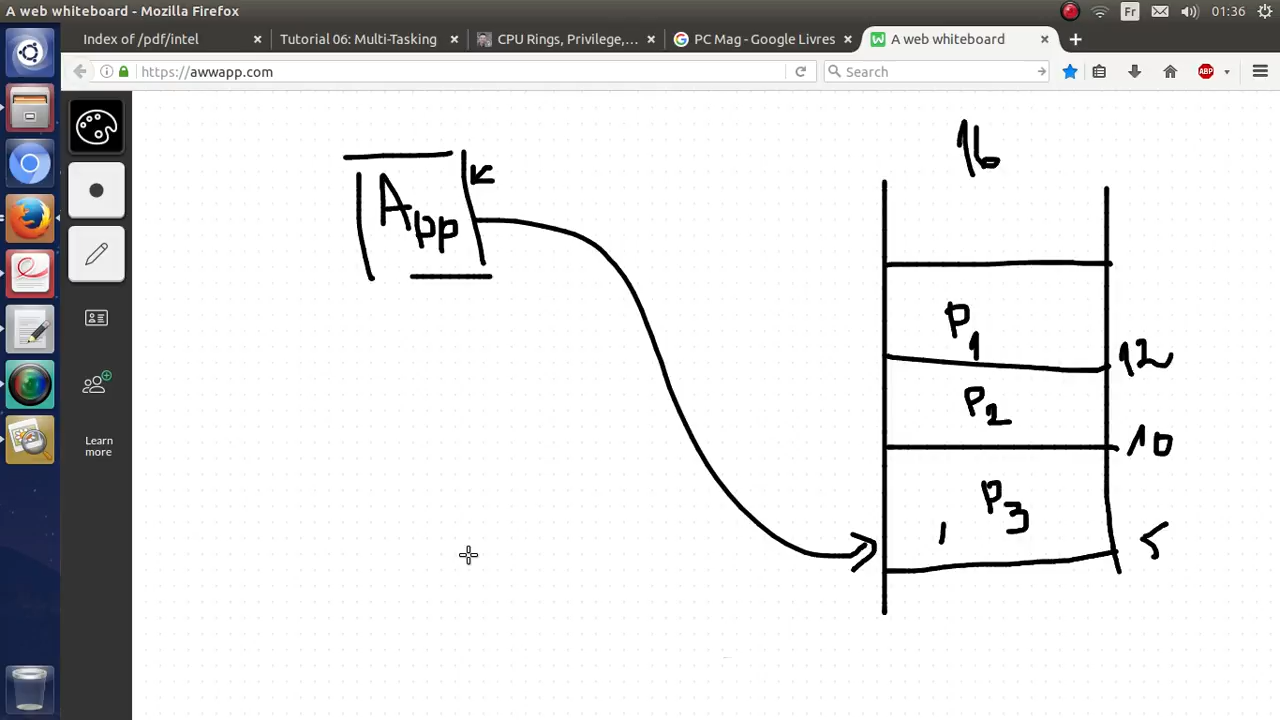 A web whiteboard - Mozilla Firefox
Fr
01:36
Index of /pdf/intel
Tutorial 06: Multi-Tasking
CPU Rings, Privilege,...
PC Mag - Google Livres
A web whiteboard
https://awwapp.com
Search
ABP
Learn
more
App
16
P1
12
P2
10
P3
5